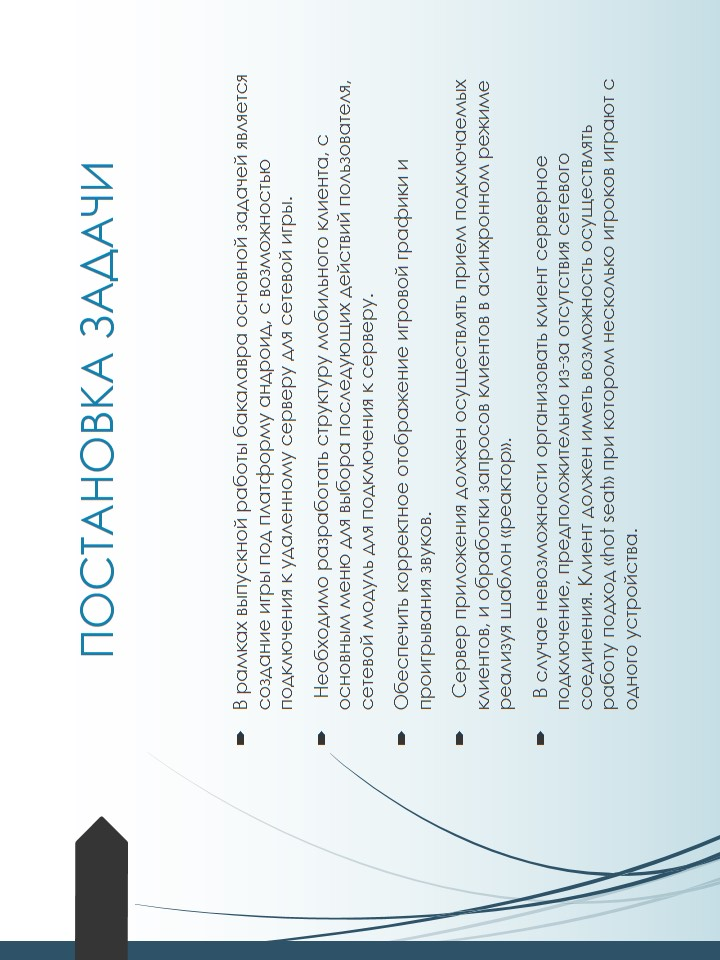 ПОСТАНОВКА ЗАДАЧИ
В рамках выпускной работы бакалавра основной задачей является
создание игры под платформу андроид, с возможностью
подключения к удаленному серверу для сетевой игры.
Необходимо разработать структуру мобильного клиента, с
основным меню для выбора последующих действий пользователя,
сетевой модуль для подключения к серверу.
Обеспечить корректное отображение игровой графики и
проигрывания звуков.
Сервер приложения должен осуществлять прием подключаемых
клиентов, и обработки запросов клиентов в асинхронном режиме
реализуя шаблон «реактор».
В случае невозможности организовать клиент серверное
подключение, предположительно из-за отсутствия сетевого
соединения. Клиент должен иметь возможность осуществлять
работу подход «hot seat» при котором несколько игроков играют с
одного устройства.